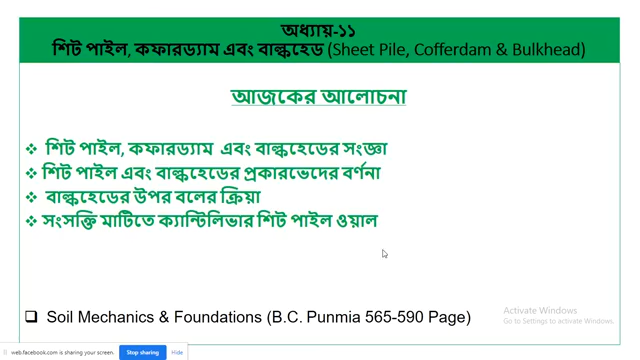 অধ্যায়-১১
শিট পাইল, কফারড্যাম এবং বাল্কহেড (Sheet Pile, Cofferdam & Bulkhead)
আজকের আলোচনা
❖ শিট পাইল, কফারড্যাম এবং বাল্কহেডের সংজ্ঞা
❖ শিট পাইল এবং বাল্কহেডের প্রকারভেদের বর্ণনা
❖ বাল্কহেডের উপর বলের ক্রিয়া
❖ সংসক্তি মাটিতে ক্যান্টিলিভার শিট পাইল ওয়াল
❑ Soil Mechanics & Foundations (B.C. Punmia 565-590 Page)
Activate Windows
Go to Settings to activate Windows.
web.facebook.com is sharing your screen. Stop sharing Hide